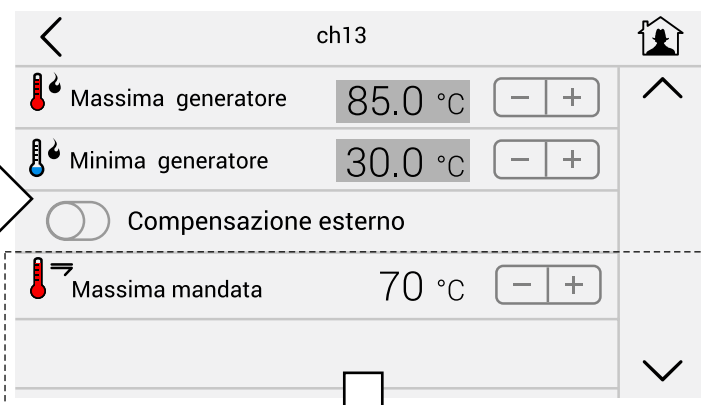 ch13
Massima generatore 85.0 °C − +
Minima generatore 30.0 °C − +
Compensazione esterno
Massima mandata 70 °C − +